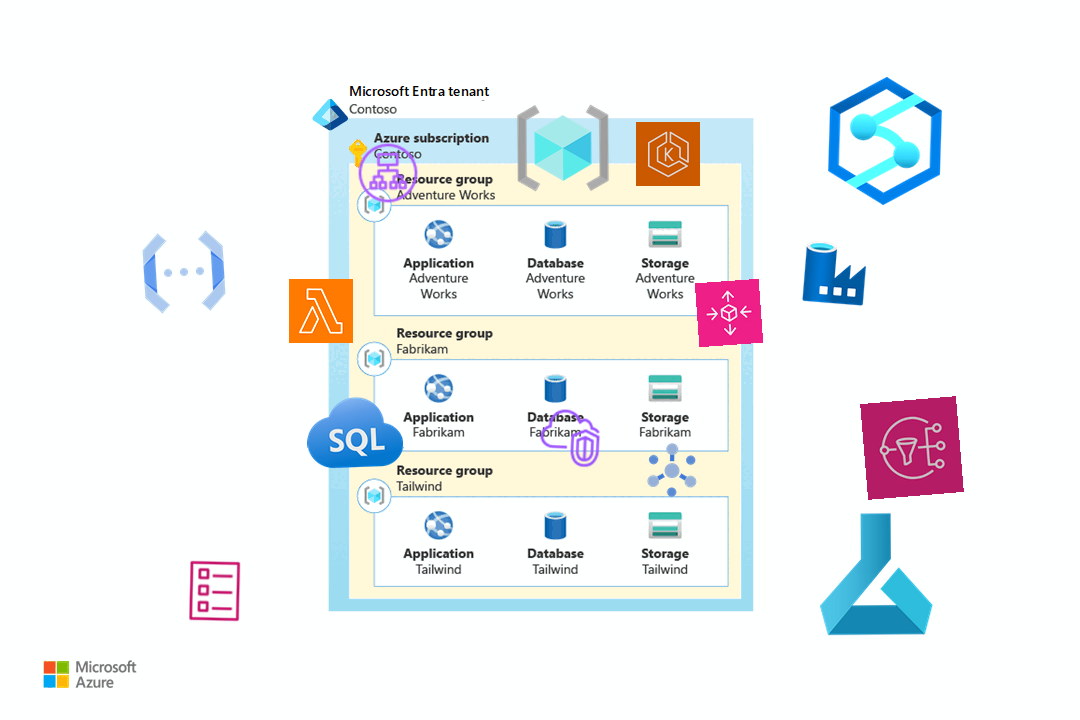 Microsoft Entra tenant
Contoso
Azure subscription
Contoso
Resource group
Adventure Works
Application
Adventure
Works
Database
Adventure
Works
Storage
Adventure
Works
Resource group
Fabrikam
Application
Fabrikam
Database
Fabrikam
Storage
Fabrikam
SQL
Resource group
Tailwind
Application
Tailwind
Database
Tailwind
Storage
Tailwind
K
Microsoft
Azure